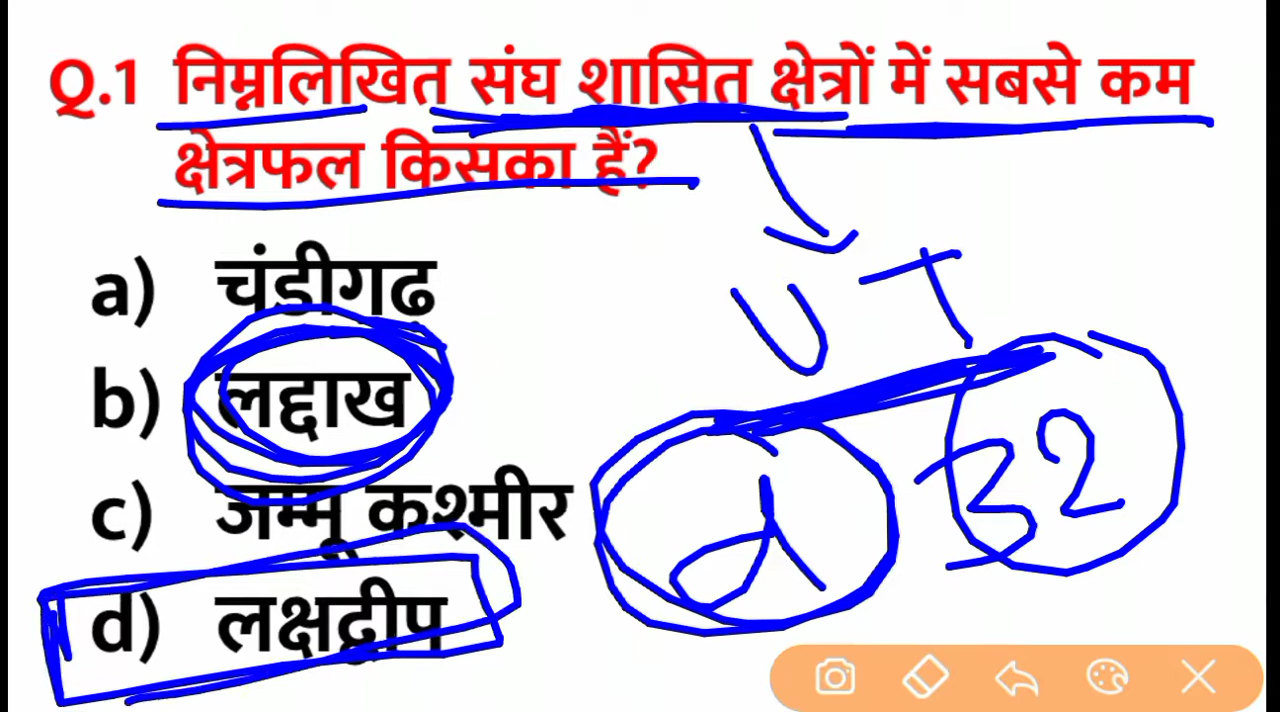 Q.1 निम्नलिखित संघ शासित क्षेत्रों में सबसे कम
क्षेत्रफल किसका हैं?
UT
a) चंडीगढ़
b) लद्दाख
32
c) जम्मू कश्मीर
d
d) लक्षद्वीप